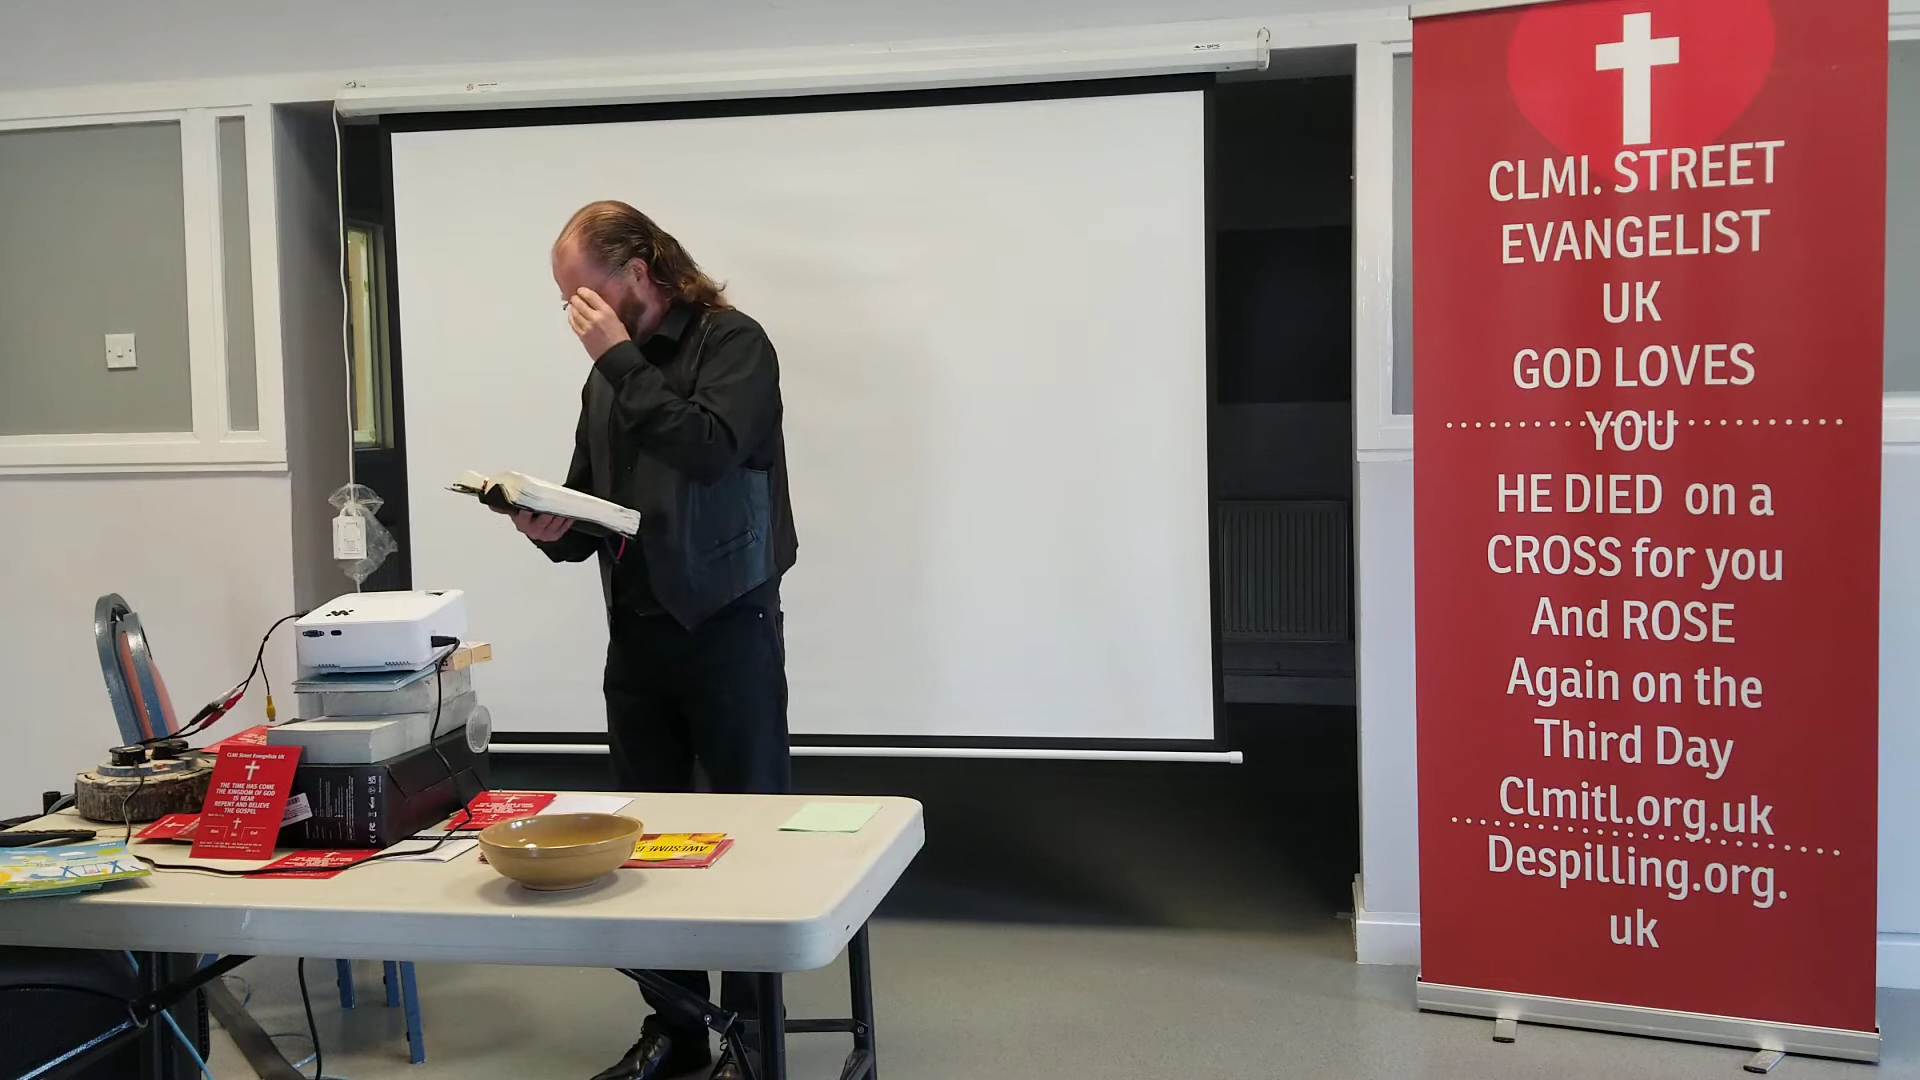 CLMI. STREET
EVANGELIST
UK
GOD LOVES
YOU
HE DIED on a
CROSS for you
And ROSE
Again on the
Third Day
Clmitl.org.uk
Despilling.org.
uk
CLMI Street Evangelists UK
THE TIME HAS COME
THE KINGDOM OF GOD
IS NEAR
REPENT AND BELIEVE
THE GOSPEL
AWESOME